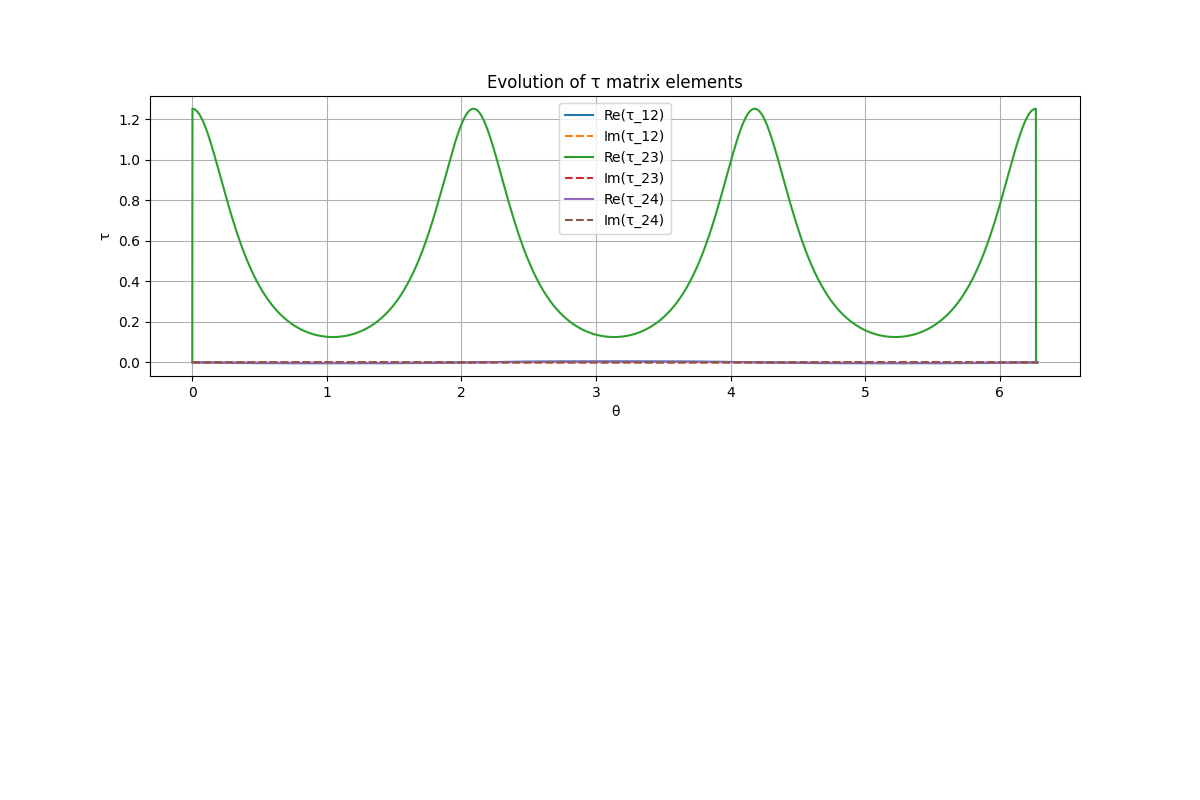 Evolution of τ matrix elements
τ
1.2
1.0
0.8
0.6
0.4
0.2
0.0
Re(τ_12)
Im(τ_12)
Re(τ_23)
Im(τ_23)
Re(τ_24)
Im(τ_24)
0 1 2 3 4 5 6
θ